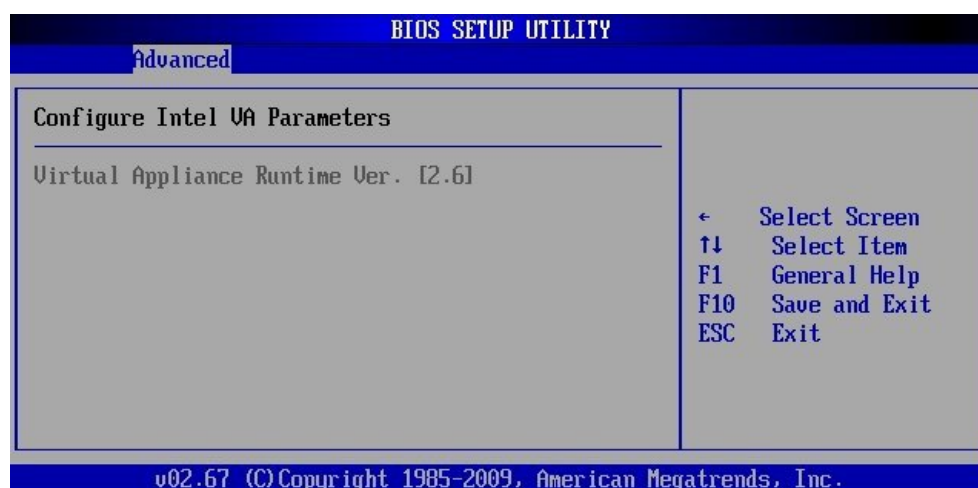 BIOS SETUP UTILITY
Advanced
Configure Intel VA Parameters
Virtual Appliance Runtime Ver. [2.6]
← Select Screen
↑↓ Select Item
F1 General Help
F10 Save and Exit
ESC Exit
v02.67 (C)Copyright 1985-2009, American Megatrends, Inc.